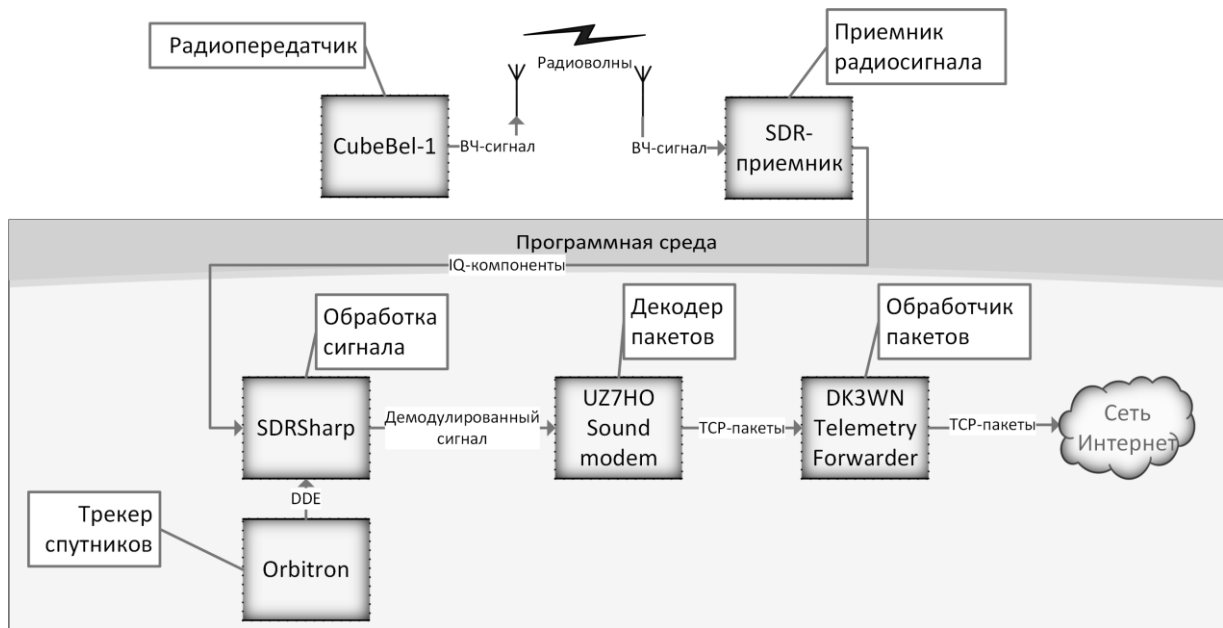 Радиопередатчик
Радиоволны
Приемник
радиосигнала
CubeBel-1
ВЧ-сигнал
ВЧ-сигнал
SDR-
приемник
Программная среда
IQ-компоненты
Обработка
сигнала
Декодер
пакетов
Обработчик
пакетов
SDRSharp
Демодулированный
сигнал
UZ7HO
Sound
modem
TCP-пакеты
DK3WN
Telemetry
Forwarder
TCP-пакеты
Сеть
Интернет
DDE
Трекер
спутников
Orbitron